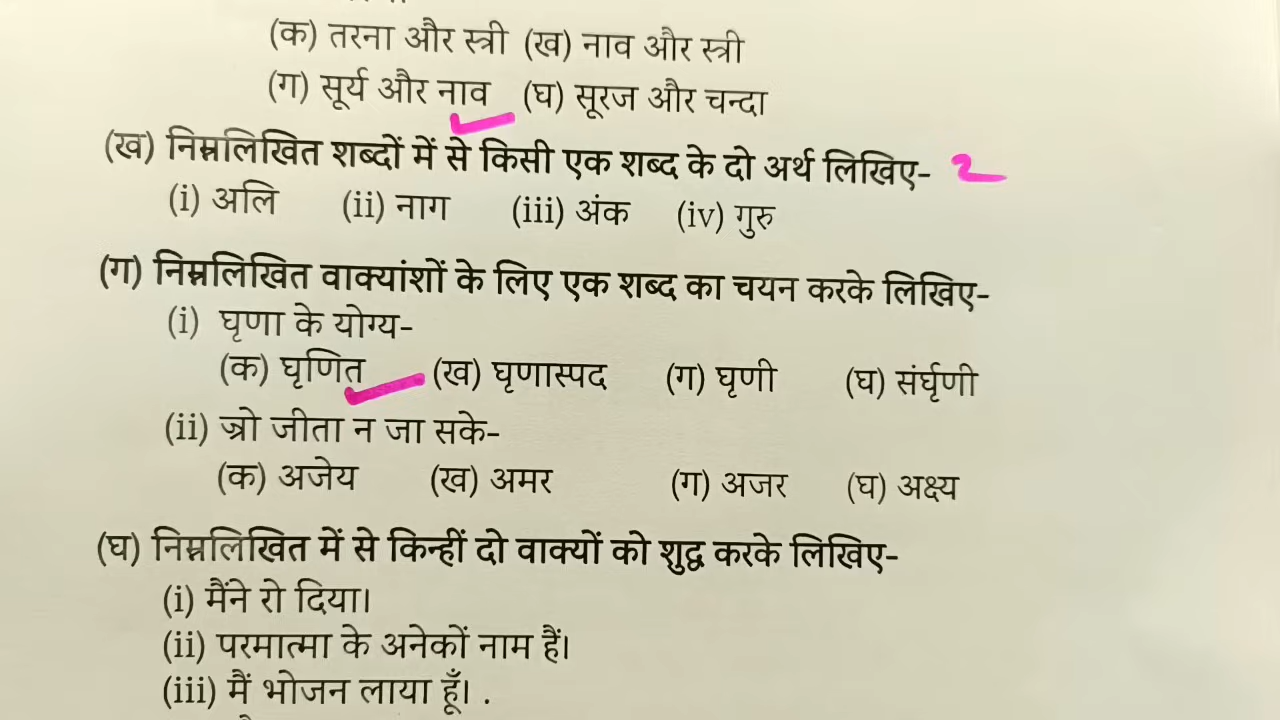 (क) तरना और स्त्री (ख) नाव और स्त्री
(ग) सूर्य और नाव (घ) सूरज और चन्दा
(ख) निम्नलिखित शब्दों में से किसी एक शब्द के दो अर्थ लिखिए- 2
(i) अलि (ii) नाग (iii) अंक (iv) गुरु
(ग) निम्नलिखित वाक्यांशों के लिए एक शब्द का चयन करके लिखिए-
(i) घृणा के योग्य-
(क) घृणित (ख) घृणास्पद (ग) घृणी (घ) संर्घृणी
(ii) जो जीता न जा सके-
(क) अजेय (ख) अमर (ग) अजर (घ) अक्ष्य
(घ) निम्नलिखित में से किन्हीं दो वाक्यों को शुद्ध करके लिखिए-
(i) मैंने रो दिया।
(ii) परमात्मा के अनेकों नाम हैं।
(iii) मैं भोजन लाया हूँ। .